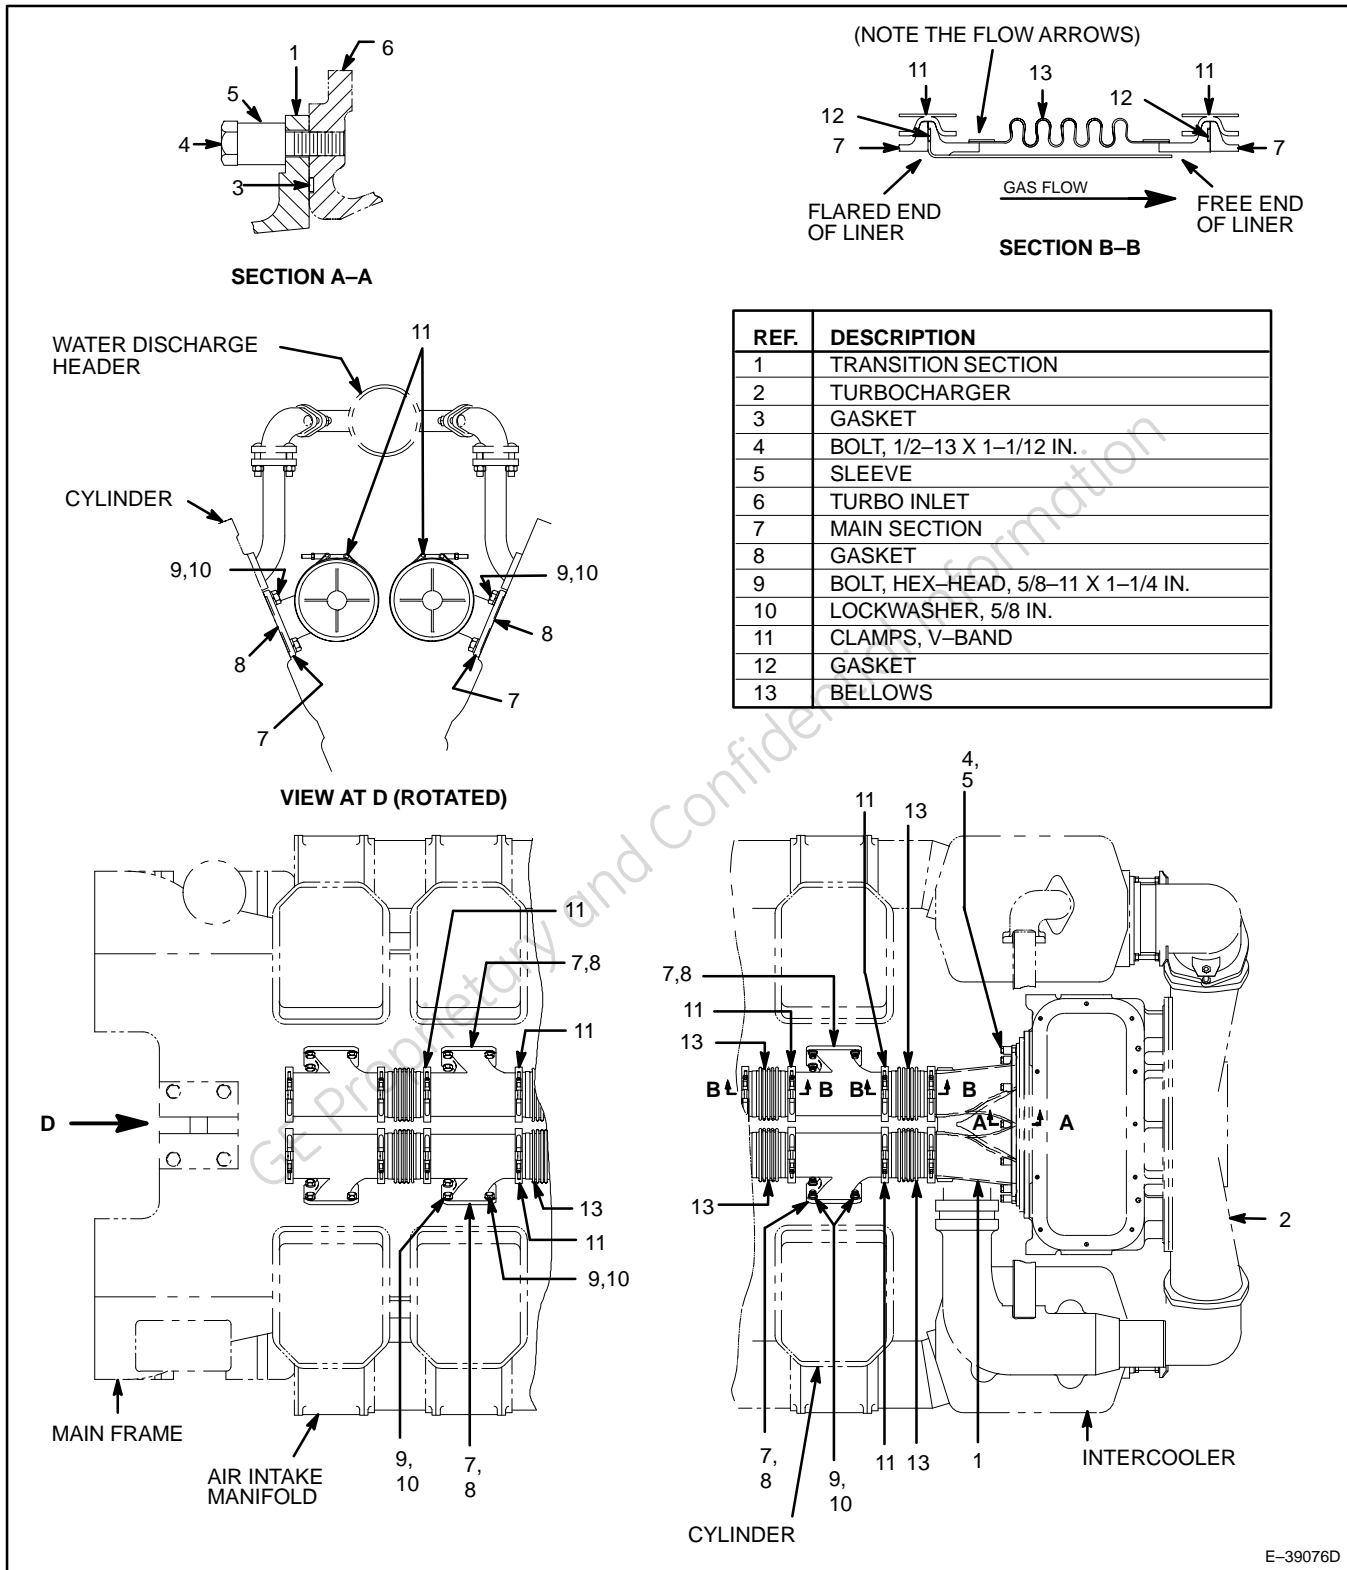 1
6
5
4
3
SECTION A–A
(NOTE THE FLOW ARROWS)
11
13
11
12
12
7
7
GAS FLOW
FLARED END
OF LINER
FREE END
OF LINER
SECTION B–B
WATER DISCHARGE
HEADER
11
CYLINDER
9,10
9,10
8
8
7
7
VIEW AT D (ROTATED)
REF. DESCRIPTION
1 TRANSITION SECTION
2 TURBOCHARGER
3 GASKET
4 BOLT, 1/2–13 X 1–1/12 IN.
5 SLEEVE
6 TURBO INLET
7 MAIN SECTION
8 GASKET
9 BOLT, HEX–HEAD, 5/8–11 X 1–1/4 IN.
10 LOCKWASHER, 5/8 IN.
11 CLAMPS, V–BAND
12 GASKET
13 BELLOWS
GE Proprietary and Confidential Information
11
7,8
11
D
13
11
9,10
MAIN FRAME
AIR INTAKE
MANIFOLD
9,
10
7,
8
4,
5
11
13
7,8
11
13
B B B B
A A
13
2
7,
8
9,
10
11
13
1
INTERCOOLER
CYLINDER
E–39076D